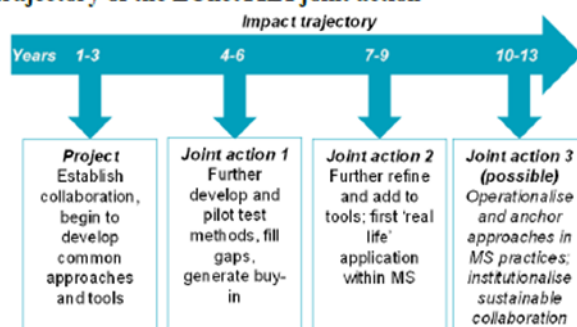 Impact trajectory
Years 1-3 4-6 7-9 10-13
Project
Establish
collaboration,
begin to
develop
common
approaches
and tools
Joint action 1
Further
develop and
pilot test
methods, fill
gaps,
generate buy-
in
Joint action 2
Further refine
and add to
tools; first 'real
life'
application
within MS
Joint action 3
(possible)
Operationalise
and anchor
approaches in
MS practices;
institutionalise
sustainable
collaboration